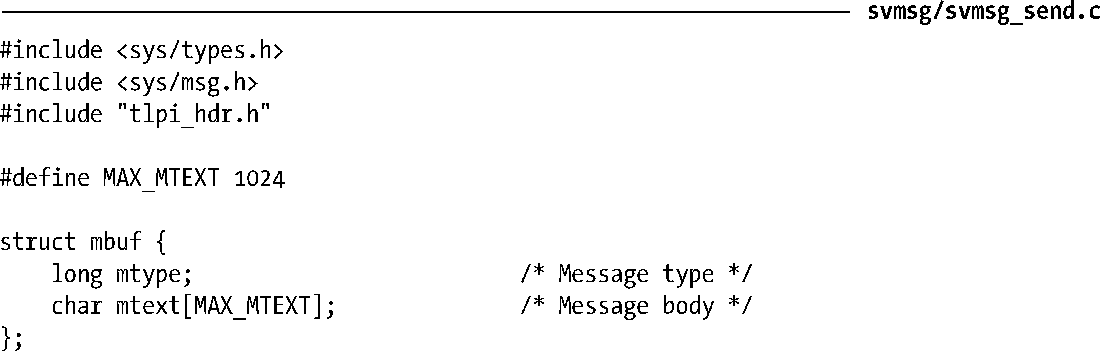 svmsg/svmsg_send.c
#include <sys/types.h>
#include <sys/msg.h>
#include "tlpi_hdr.h"
#define MAX_MTEXT 1024
struct mbuf {
    long mtype;                   /* Message type */
    char mtext[MAX_MTEXT];        /* Message body */
};